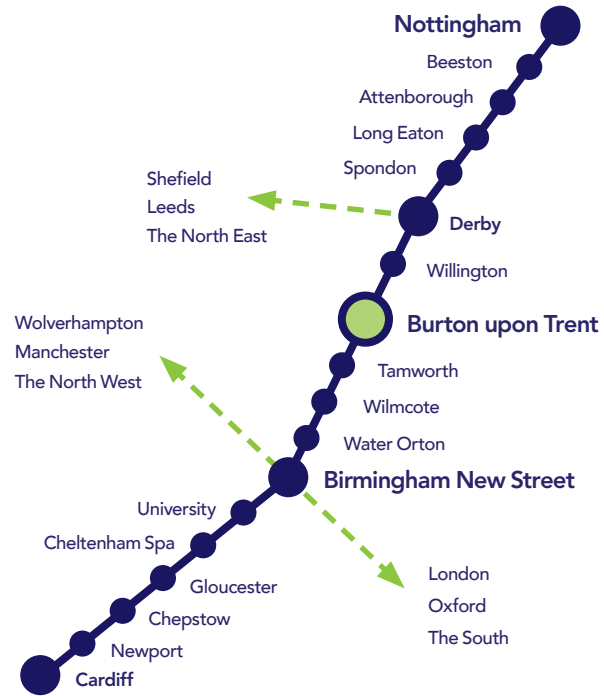 Nottingham
Beeston
Attenborough
Long Eaton
Spondon
Shefield
Leeds
The North East
Derby
Willington
Burton upon Trent
Wolverhampton
Manchester
The North West
Tamworth
Wilmcote
Water Orton
Birmingham New Street
University
Cheltenham Spa
Gloucester
Chepstow
Newport
Cardiff
London
Oxford
The South